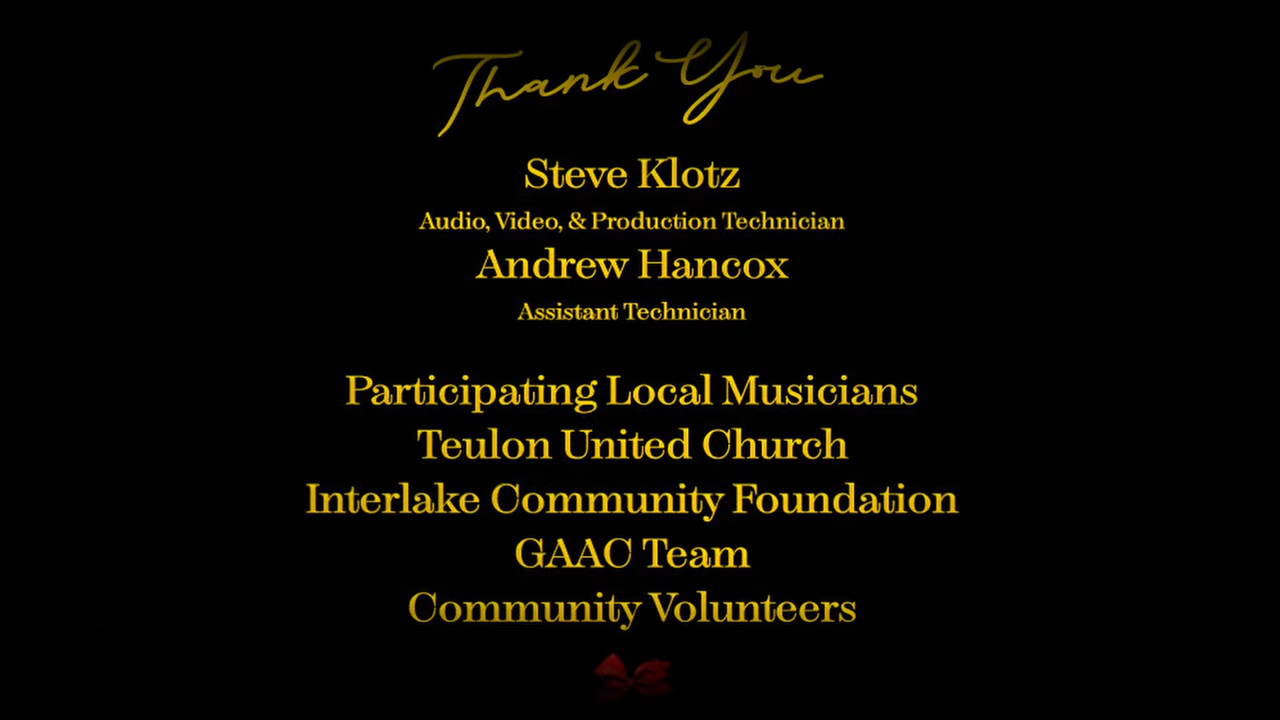 Thank You
Steve Klotz
Audio, Video, & Production Technician
Andrew Hancox
Assistant Technician
Participating Local Musicians
Teulon United Church
Interlake Community Foundation
GAAC Team
Community Volunteers